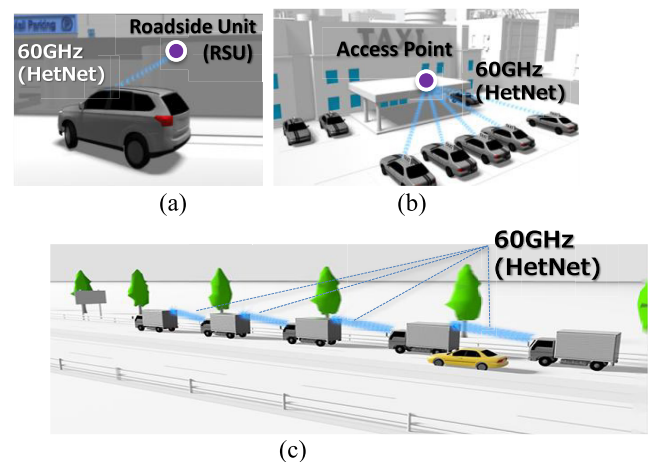 Roadside Unit
(RSU)
60GHz
(HetNet)
(a)
TAXI
Access Point
60GHz
(HetNet)
(b)
60GHz
(HetNet)
(c)